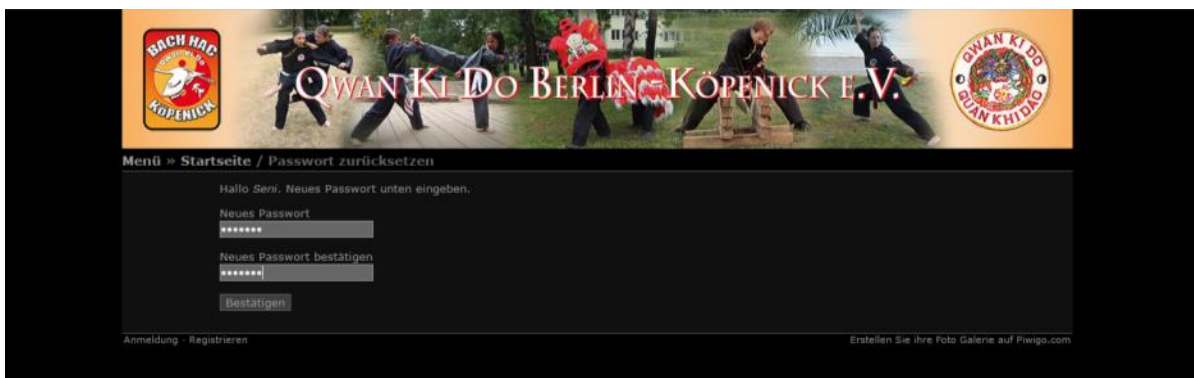 BACH HAC
KÖPENICK
QWAN KI DO BERLIN-KÖPENICK E.V.
QWAN KI DO
QUAN KHI DAO
Menü » Startseite / Passwort zurücksetzen
Hallo Seni. Neues Passwort unten eingeben.
Neues Passwort
•••••••
Neues Passwort bestätigen
•••••••
Bestätigen
Anmeldung - Registrieren
Erstellen Sie ihre Foto Galerie auf Piwigo.com